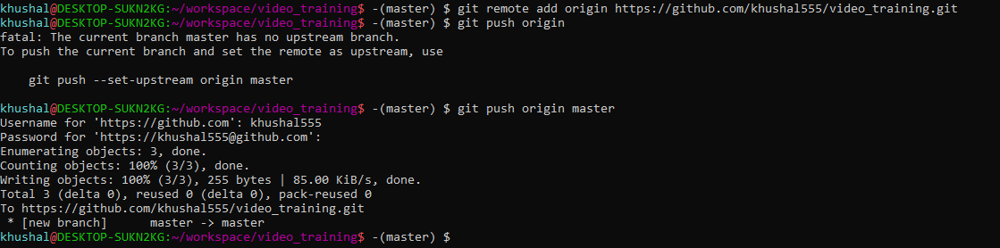 khushal@DESKTOP-SUKN2KG:~/workspace/video_training$ -(master) $ git remote add origin https://github.com/khushal555/video_training.git
khushal@DESKTOP-SUKN2KG:~/workspace/video_training$ -(master) $ git push origin
fatal: The current branch master has no upstream branch.
To push the current branch and set the remote as upstream, use

    git push --set-upstream origin master

khushal@DESKTOP-SUKN2KG:~/workspace/video_training$ -(master) $ git push origin master
Username for 'https://github.com': khushal555
Password for 'https://khushal555@github.com':
Enumerating objects: 3, done.
Counting objects: 100% (3/3), done.
Writing objects: 100% (3/3), 255 bytes | 85.00 KiB/s, done.
Total 3 (delta 0), reused 0 (delta 0), pack-reused 0
To https://github.com/khushal555/video_training.git
 * [new branch]      master -> master
khushal@DESKTOP-SUKN2KG:~/workspace/video_training$ -(master) $